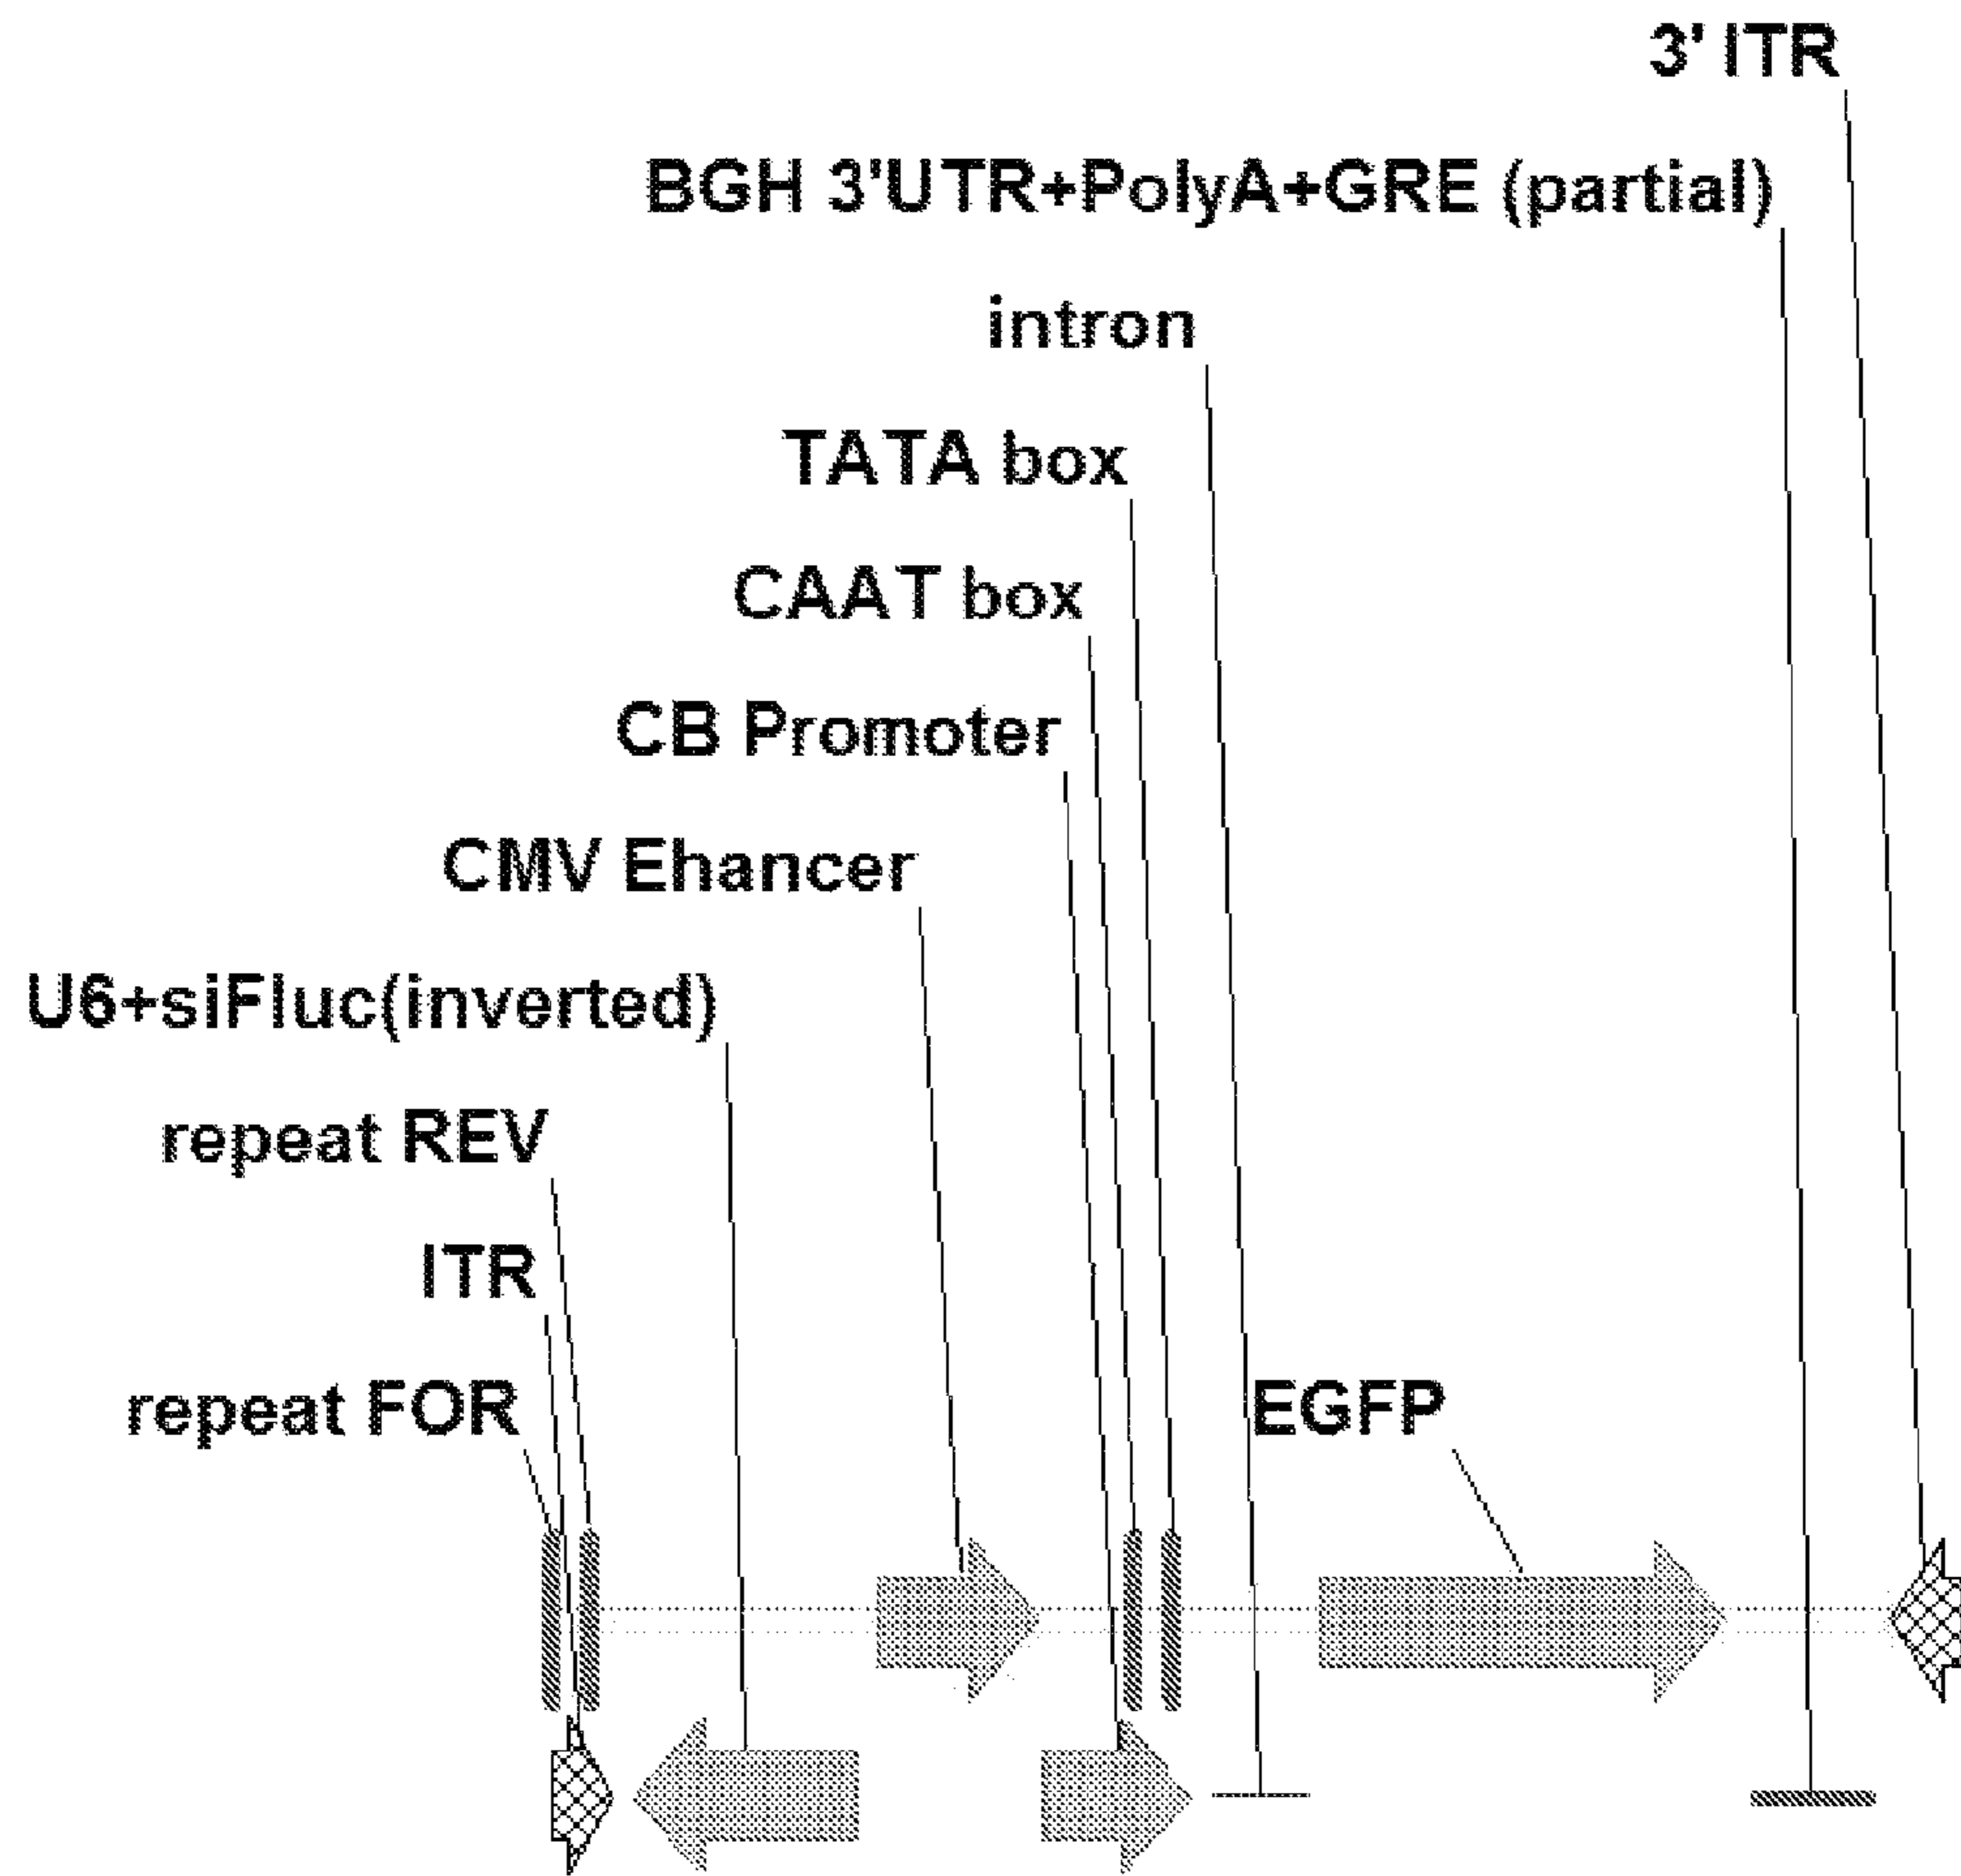 3' ITR
BGH 3'UTR+PolyA+GRE (partial)
intron
TATA box
CAAT box
CB Promoter
CMV Ehancer
U6+siFluc(inverted)
repeat REV
ITR
repeat FOR
EGFP